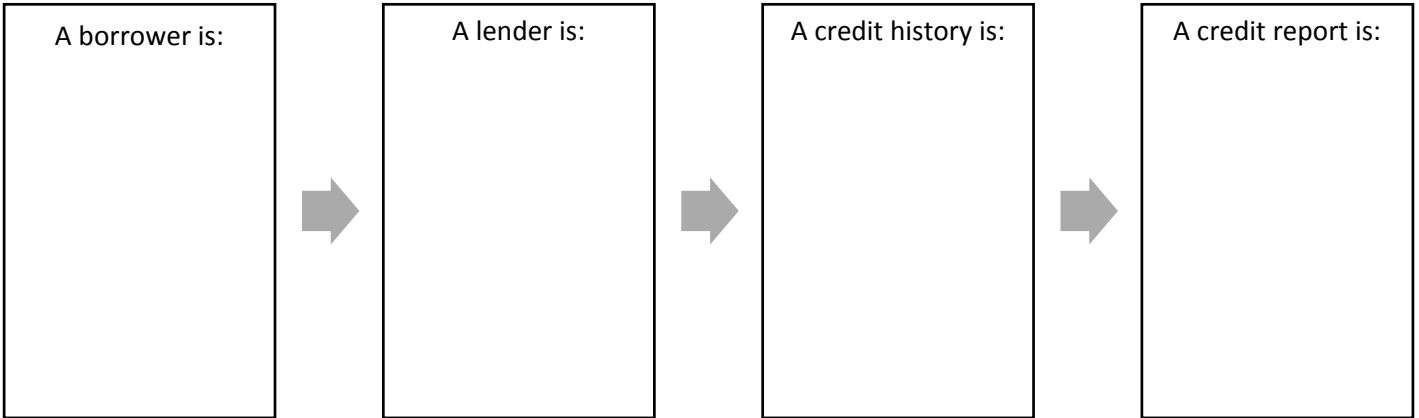 A borrower is:
A lender is:
A credit history is:
A credit report is: